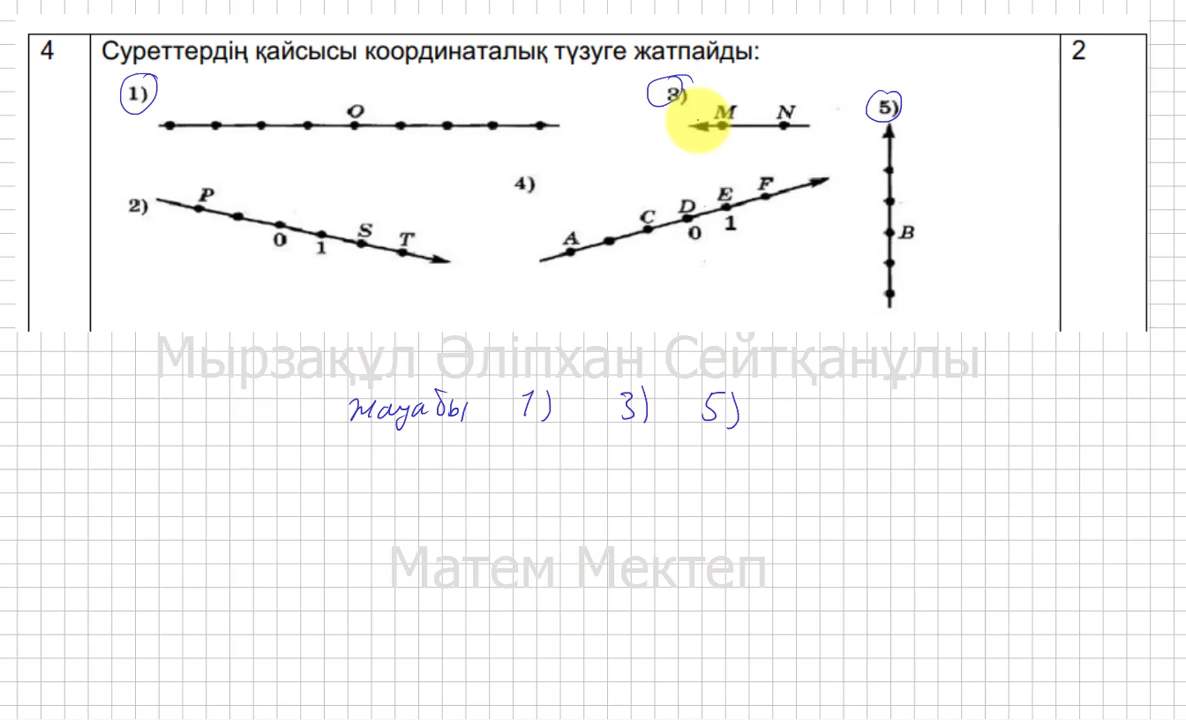 4 Суреттердің қайсысы координаталық түзуге жатпайды: 2
1) O
3) M N
5) B
2) P 0 1 S T
4) A C D 0 E 1 F
Мырзақұл Әліпхан Сейтқанұлы
жауабы 1) 3) 5)
Матем Мектеп